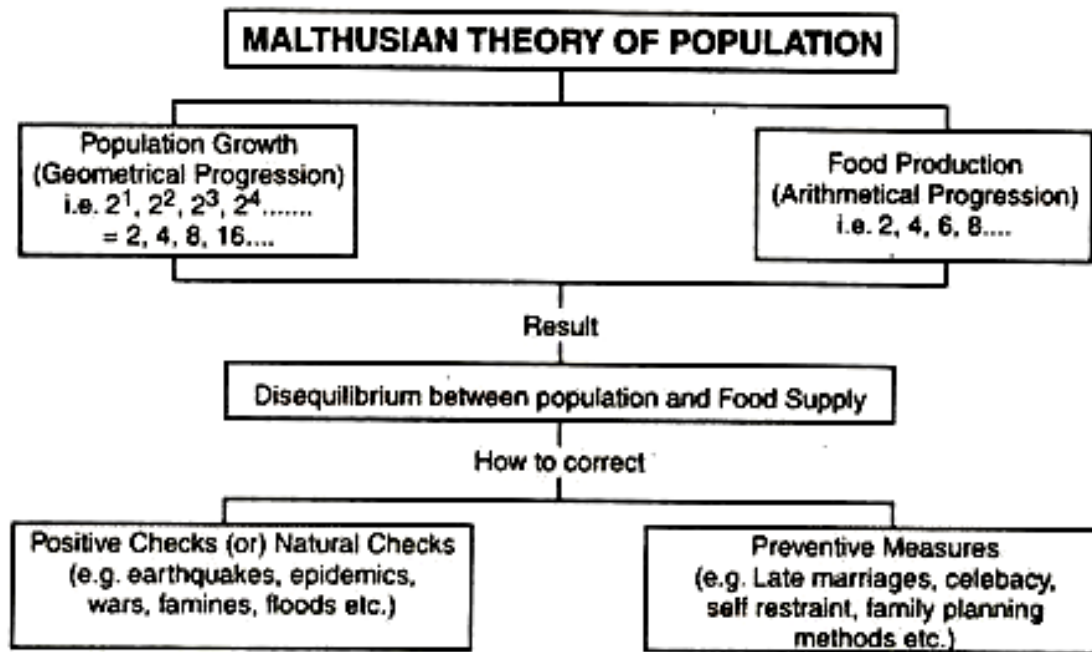 MALTHUSIAN THEORY OF POPULATION
Population Growth
(Geometrical Progression)
i.e. 2¹, 2², 2³, 2⁴.......
= 2, 4, 8, 16....
Food Production
(Arithmetical Progression)
i.e. 2, 4, 6, 8....
Result
Disequilibrium between population and Food Supply
How to correct
Positive Checks (or) Natural Checks
(e.g. earthquakes, epidemics,
wars, famines, floods etc.)
Preventive Measures
(e.g. Late marriages, celebacy,
self restraint, family planning
methods etc.)